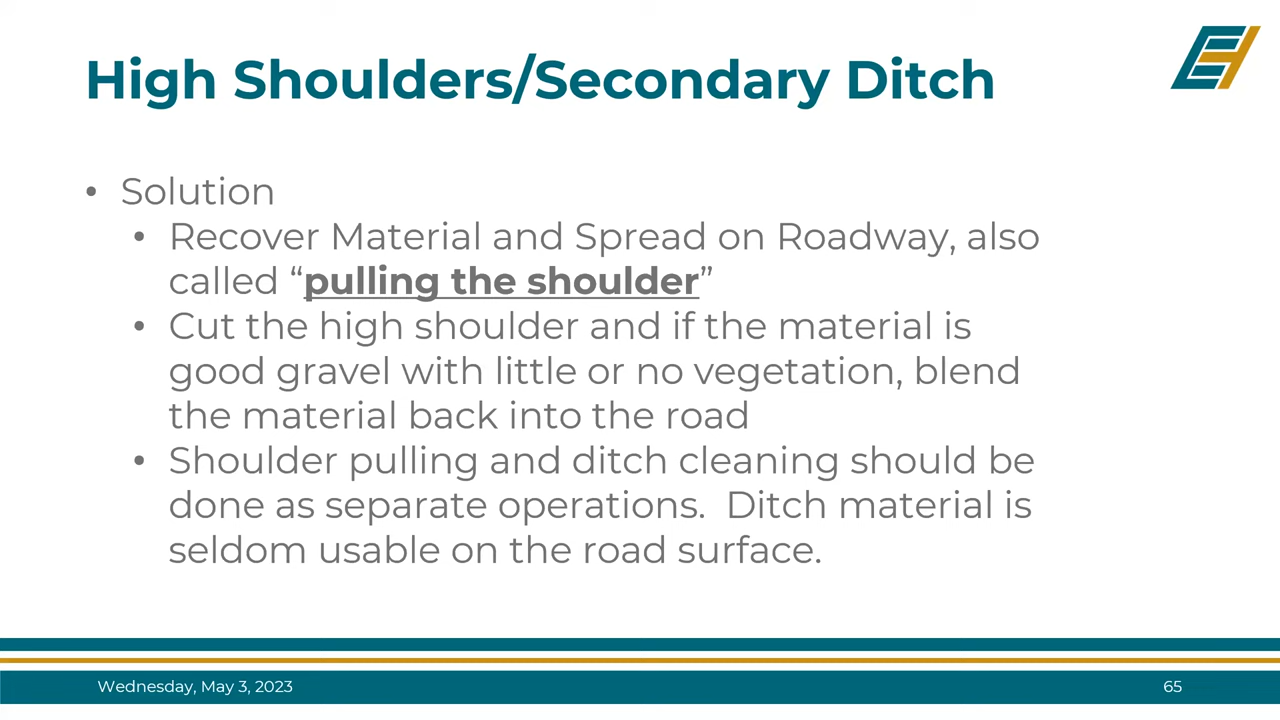 High Shoulders/Secondary Ditch
• Solution
• Recover Material and Spread on Roadway, also
called “pulling the shoulder”
• Cut the high shoulder and if the material is
good gravel with little or no vegetation, blend
the material back into the road
• Shoulder pulling and ditch cleaning should be
done as separate operations.  Ditch material is
seldom usable on the road surface.
Wednesday, May 3, 2023
65